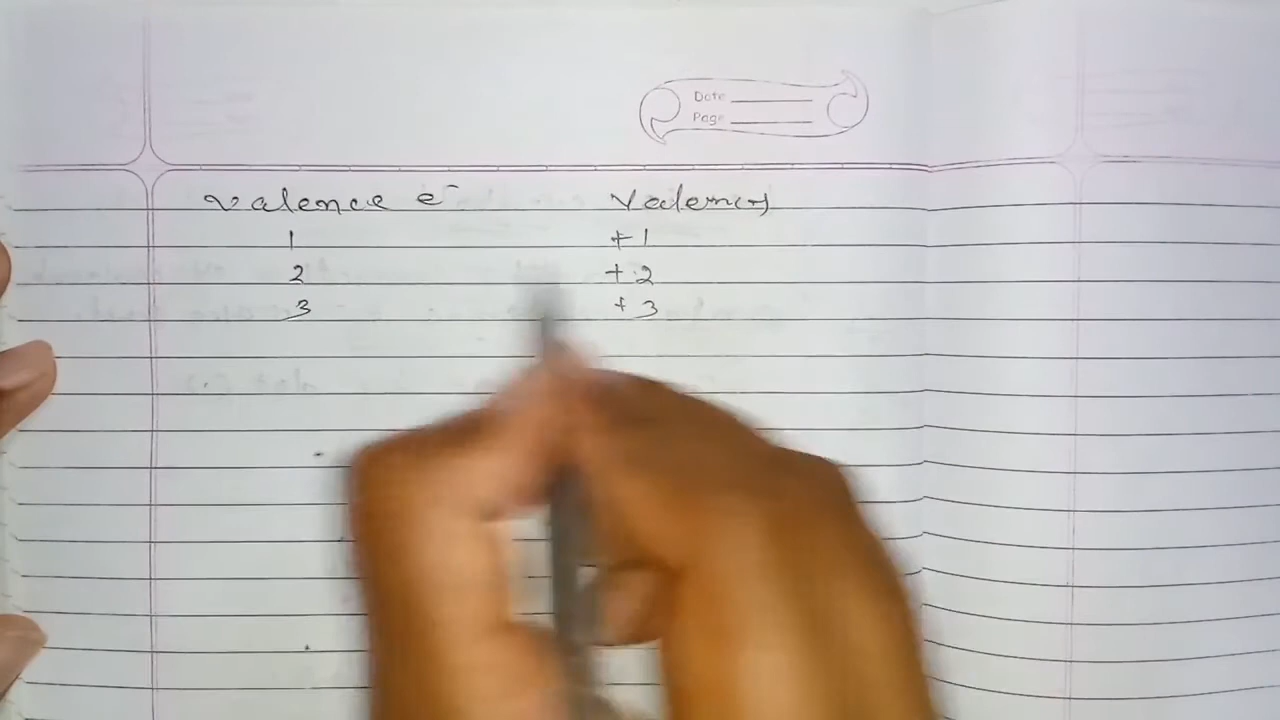 Date
Page
Valence e⁻ Valency
1 +1
2 +2
3 +3